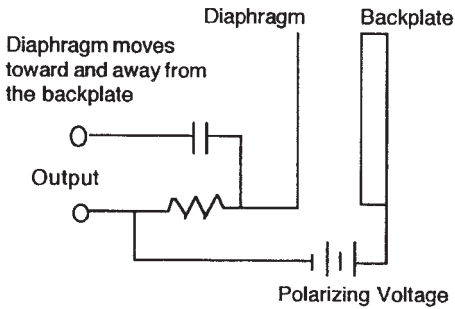 Diaphragm
Backplate
Diaphragm moves
toward and away from
the backplate
Output
Polarizing Voltage